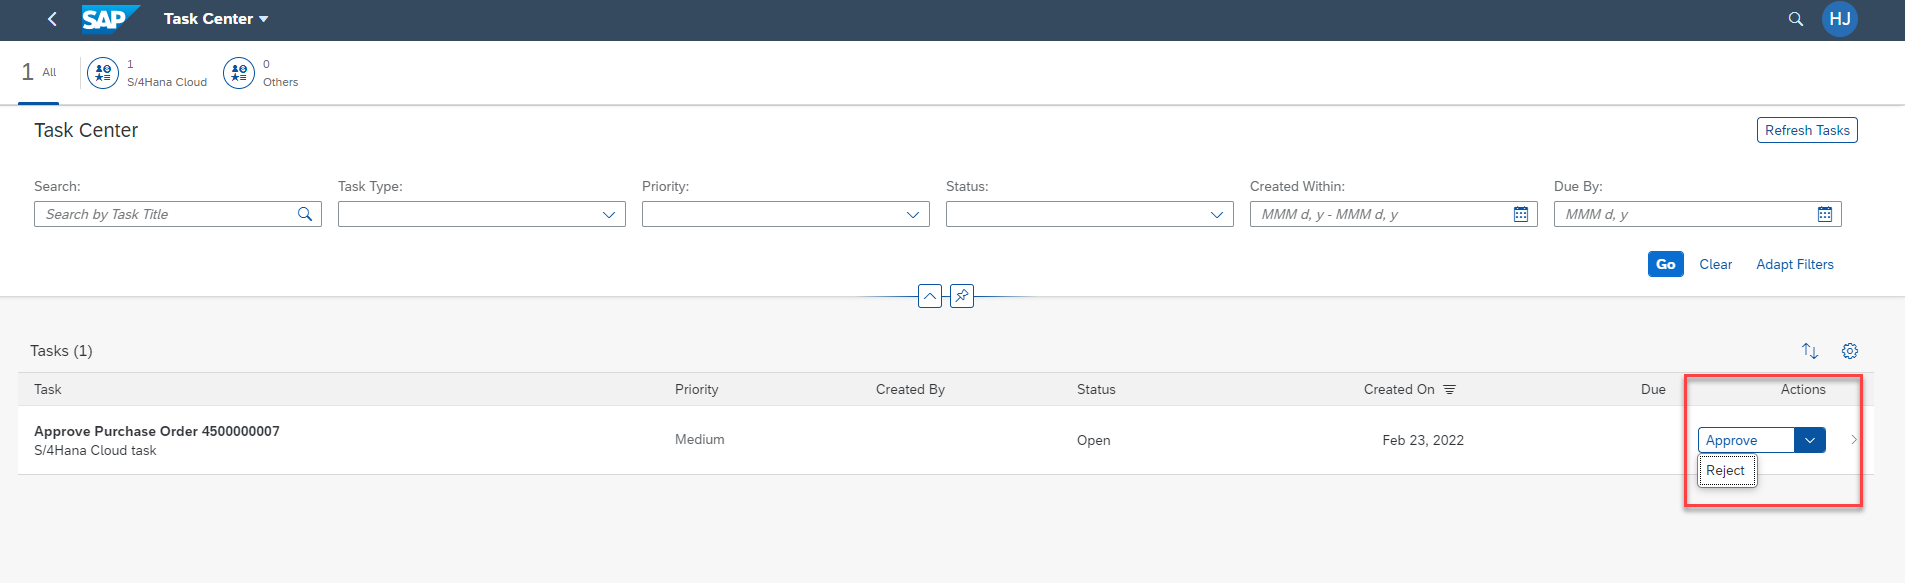 SAP Task Center HJ
1 All
1
S/4Hana Cloud
0
Others
Task Center
Refresh Tasks
Search: Task Type: Priority: Status: Created Within: Due By:
Search by Task Title MMM d, y - MMM d, y MMM d, y
Go Clear Adapt Filters
Tasks (1)
Task Priority Created By Status Created On Due Actions
Approve Purchase Order 4500000007
S/4Hana Cloud task
Medium Open Feb 23, 2022 Approve
Reject